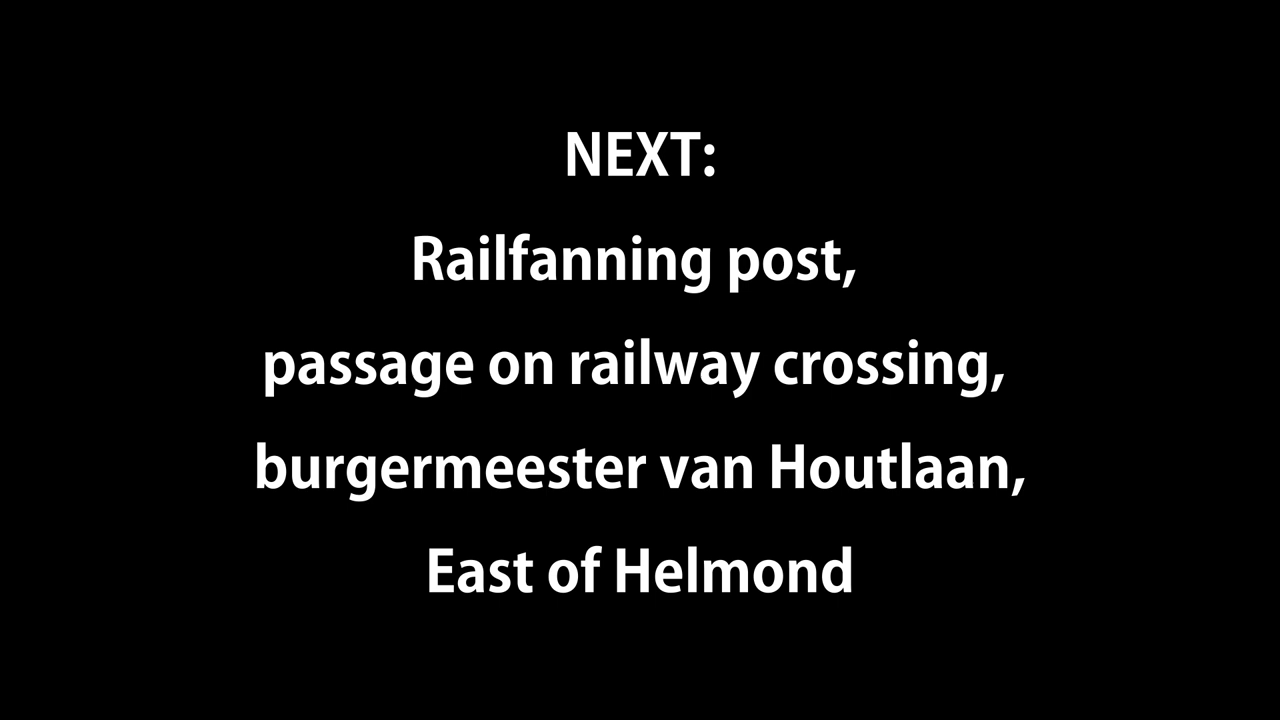 NEXT:
Railfanning post,
passage on railway crossing,
burgermeester van Houtlaan,
East of Helmond